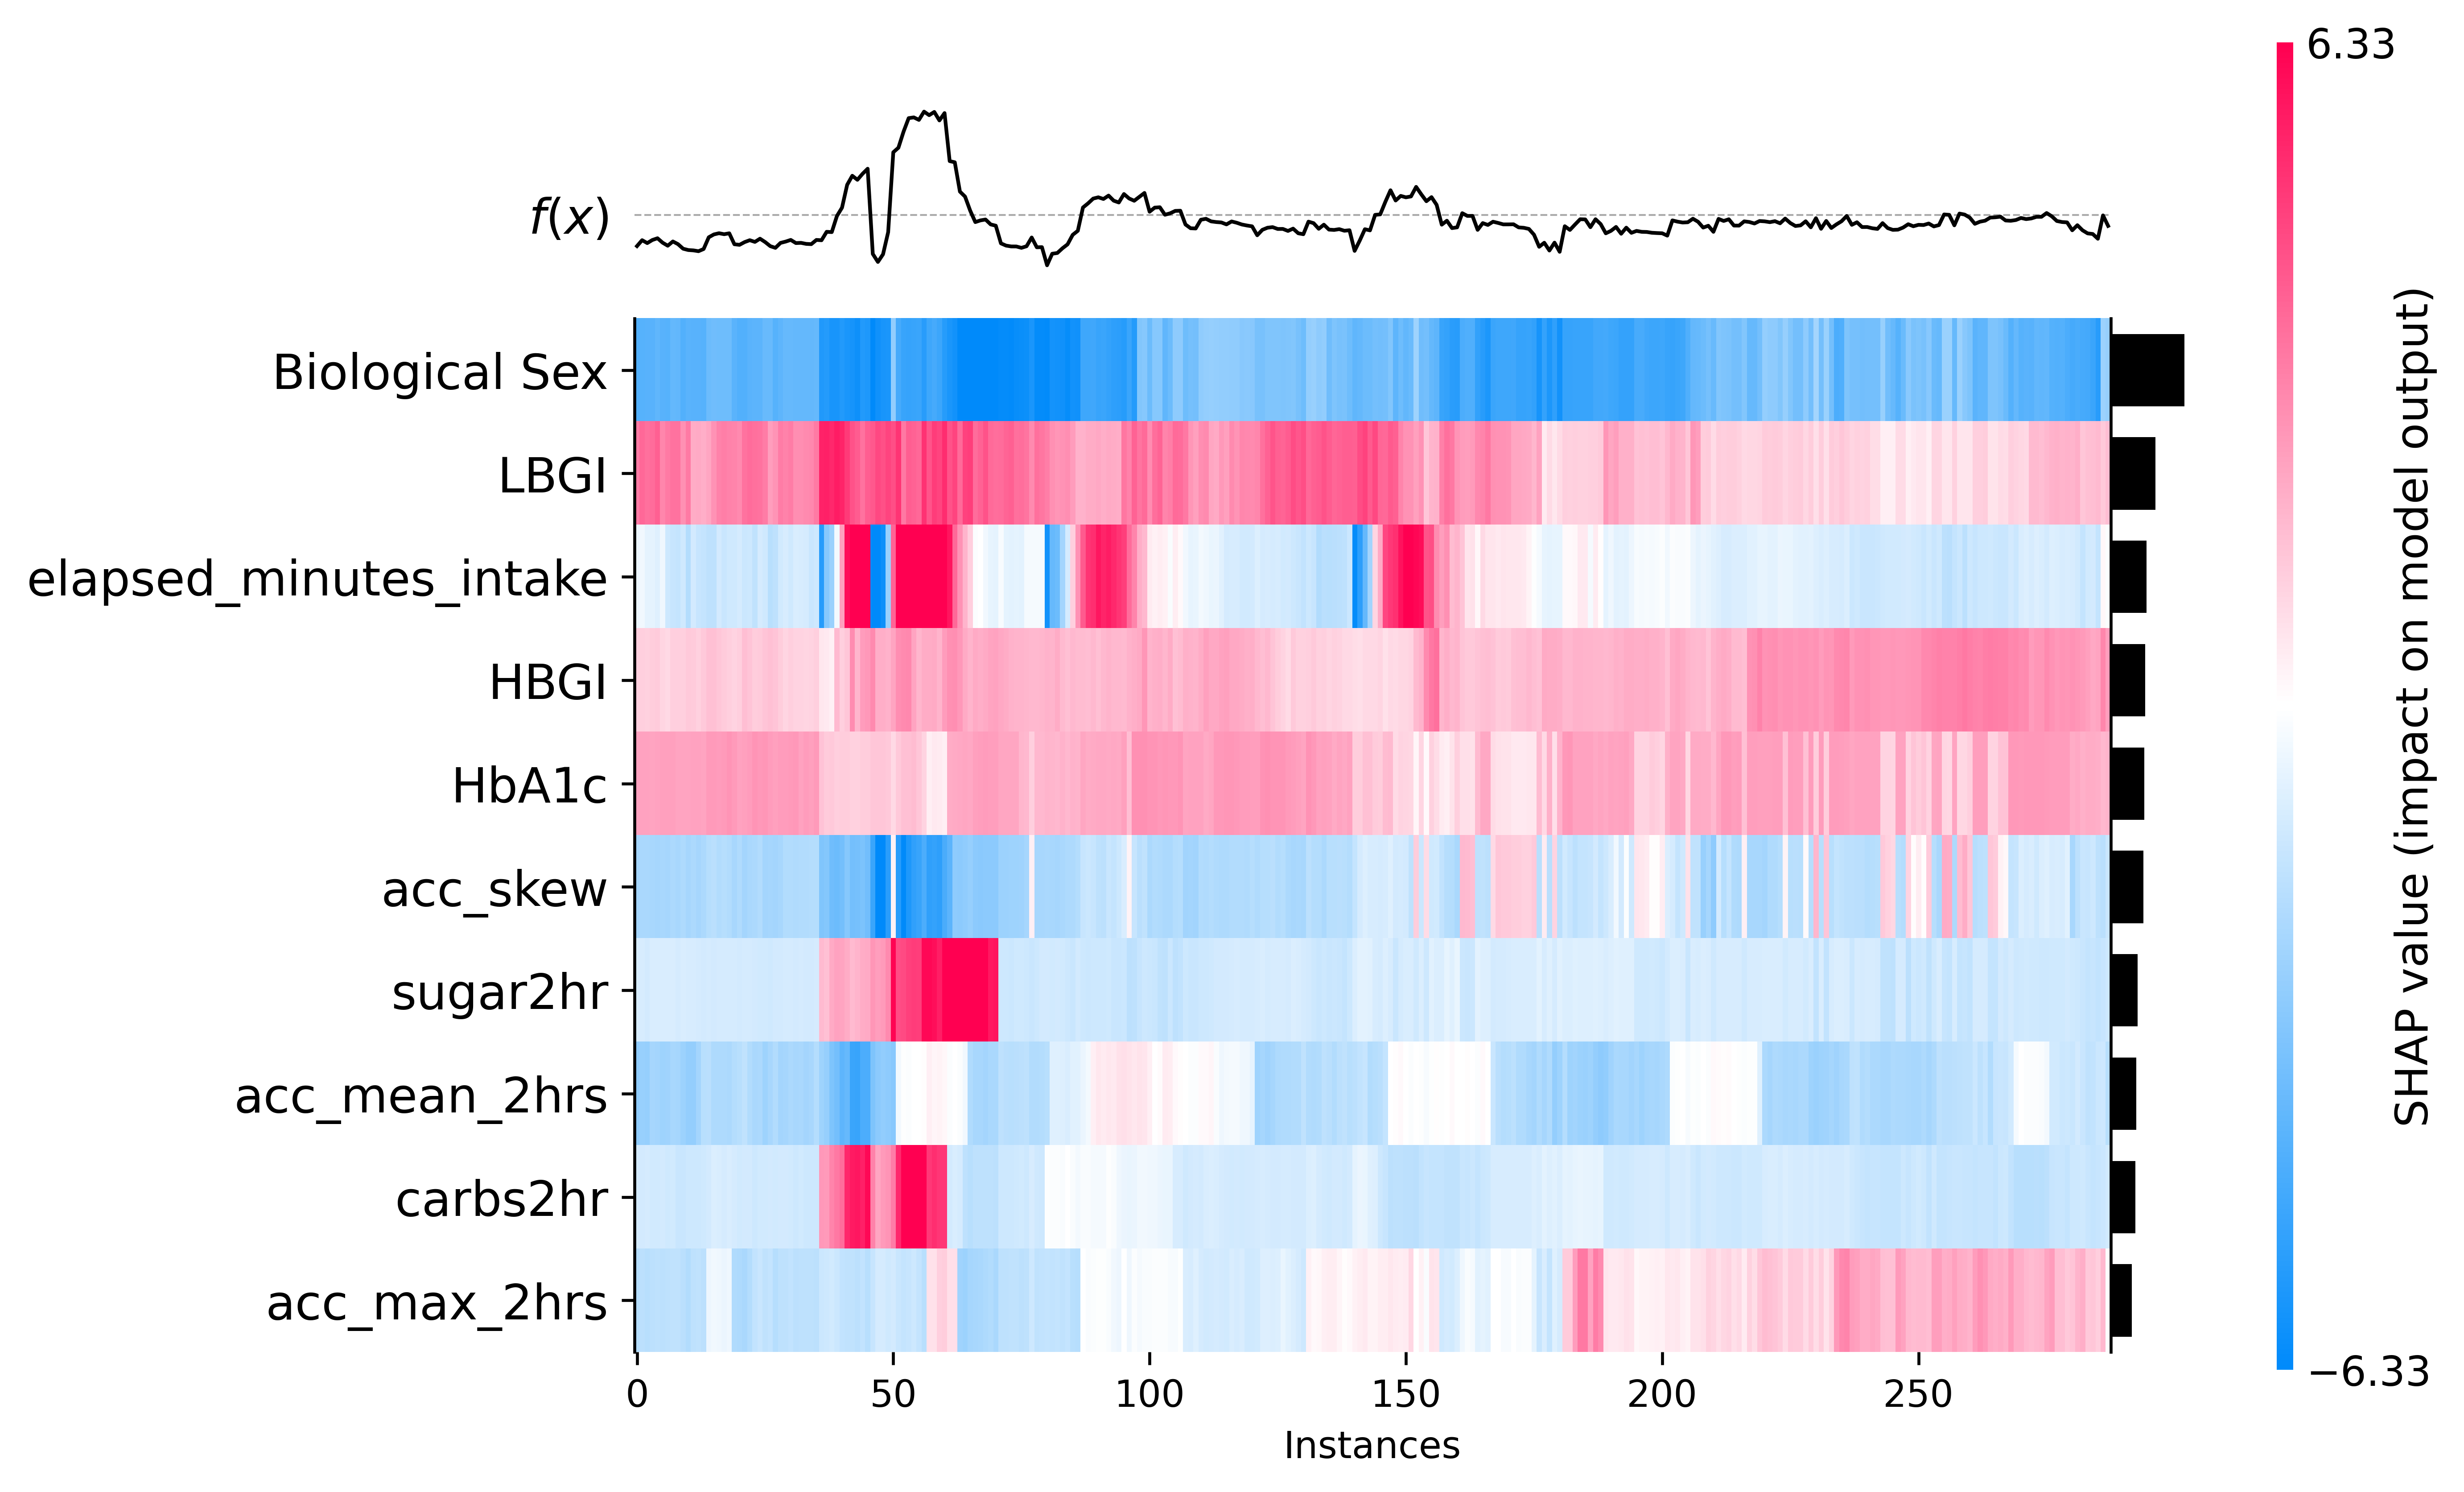 6.33
f(x)
Biological Sex
LBGI
elapsed_minutes_intake
HBGI
HbA1c
acc_skew
sugar2hr
acc_mean_2hrs
carbs2hr
acc_max_2hrs
0 50 100 150 200 250
Instances
SHAP value (impact on model output)
−6.33